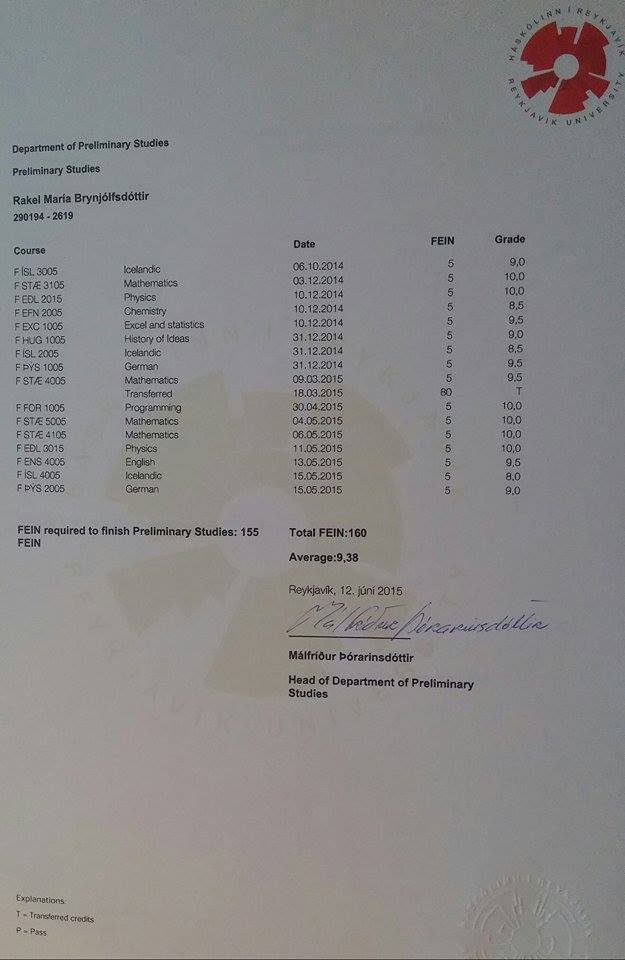 HÁSKÓLINN Í REYKJAVÍK
REYKJAVIK UNIVERSITY
Department of Preliminary Studies
Preliminary Studies
Rakel María Brynjólfsdóttir
290194 - 2619
Course Date FEIN Grade
F ÍSL 3005 Icelandic 06.10.2014 5 9,0
F STÆ 3105 Mathematics 03.12.2014 5 10,0
F EÐL 2015 Physics 10.12.2014 5 10,0
F EFN 2005 Chemistry 10.12.2014 5 8,5
F EXC 1005 Excel and statistics 10.12.2014 5 9,5
F HUG 1005 History of Ideas 31.12.2014 5 9,0
F ÍSL 2005 Icelandic 31.12.2014 5 8,5
F ÞÝS 1005 German 31.12.2014 5 9,5
F STÆ 4005 Mathematics 09.03.2015 5 9,5
Transferred 18.03.2015 80 T
F FOR 1005 Programming 30.04.2015 5 10,0
F STÆ 5005 Mathematics 04.05.2015 5 10,0
F STÆ 4105 Mathematics 06.05.2015 5 10,0
F EÐL 3015 Physics 11.05.2015 5 10,0
F ENS 4005 English 13.05.2015 5 9,5
F ÍSL 4005 Icelandic 15.05.2015 5 8,0
F ÞÝS 2005 German 15.05.2015 5 9,0
FEIN required to finish Preliminary Studies: 155 Total FEIN:160
FEIN
Average:9,38
Reykjavík, 12. júní 2015
Málfríður Þórarinsdóttir
Málfríður Þórarinsdóttir
Head of Department of Preliminary
Studies
Explanations:
T = Transferred credits
P = Pass